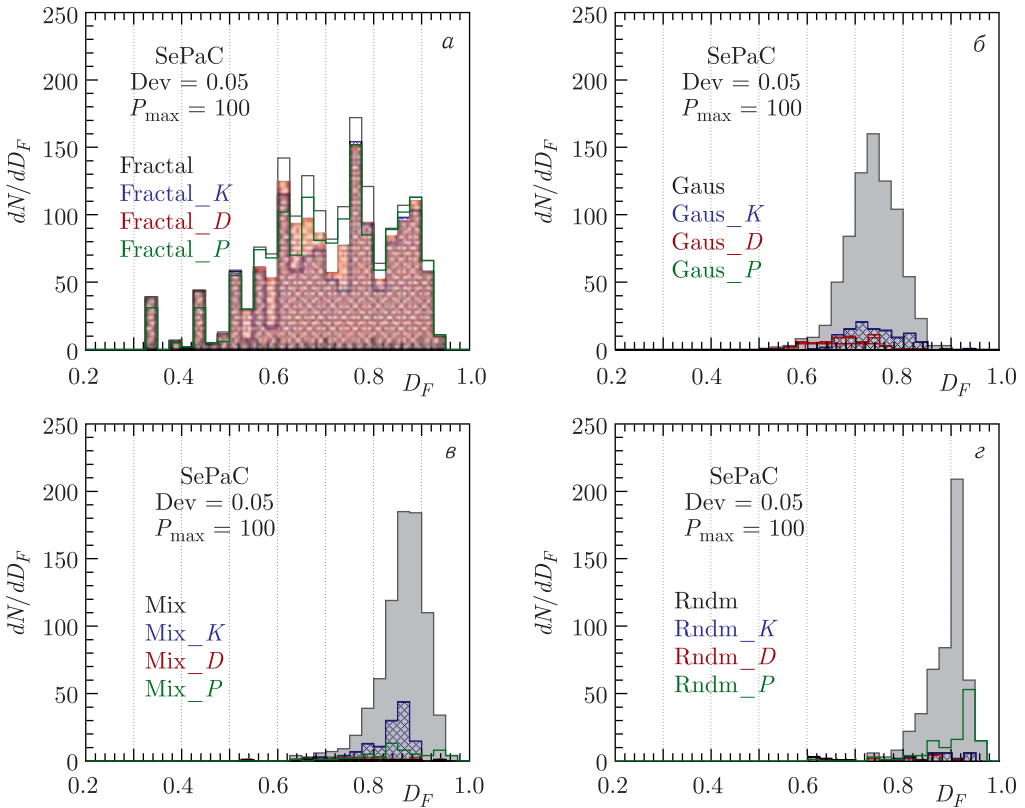 250
200
150
100
50
0
dN/dD_F
а
SePaC
Dev = 0.05
P_max = 100
Fractal
Fractal_K
Fractal_D
Fractal_P
0.2 0.4 0.6 0.8 1.0
D_F
250
200
150
100
50
0
dN/dD_F
б
SePaC
Dev = 0.05
P_max = 100
Gaus
Gaus_K
Gaus_D
Gaus_P
0.2 0.4 0.6 0.8 1.0
D_F
250
200
150
100
50
0
dN/dD_F
в
SePaC
Dev = 0.05
P_max = 100
Mix
Mix_K
Mix_D
Mix_P
0.2 0.4 0.6 0.8 1.0
D_F
250
200
150
100
50
0
dN/dD_F
г
SePaC
Dev = 0.05
P_max = 100
Rndm
Rndm_K
Rndm_D
Rndm_P
0.2 0.4 0.6 0.8 1.0
D_F